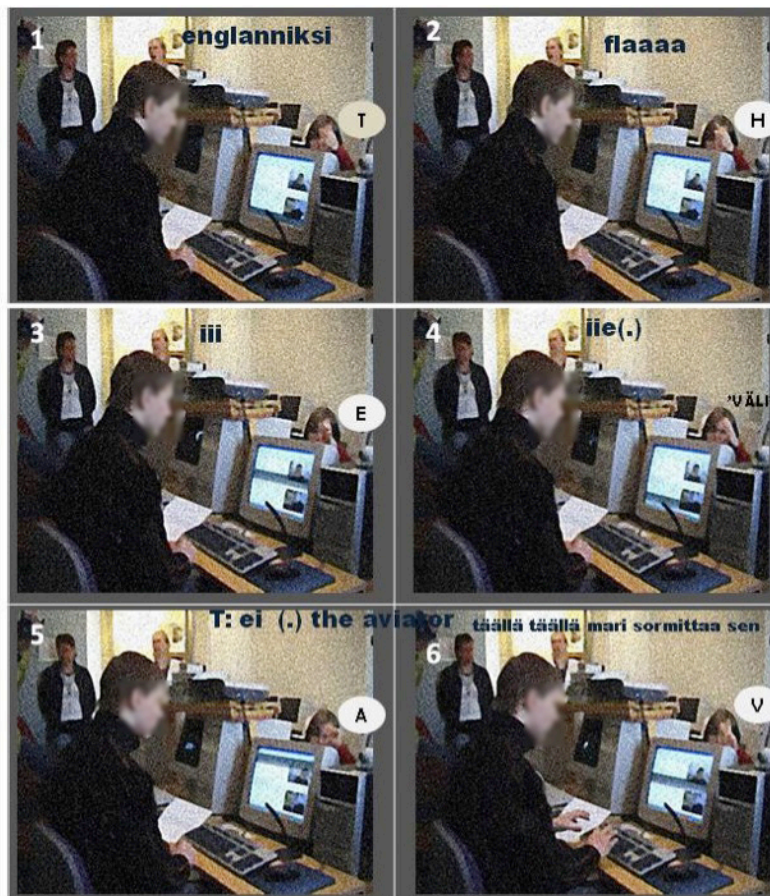 1 englanniksi
T
2 flaaaa
H
3 iii
E
4 iie(.)
'VÄLI
5 T: ei (.) the aviator
A
täällä täällä mari sormittaa sen
6
V